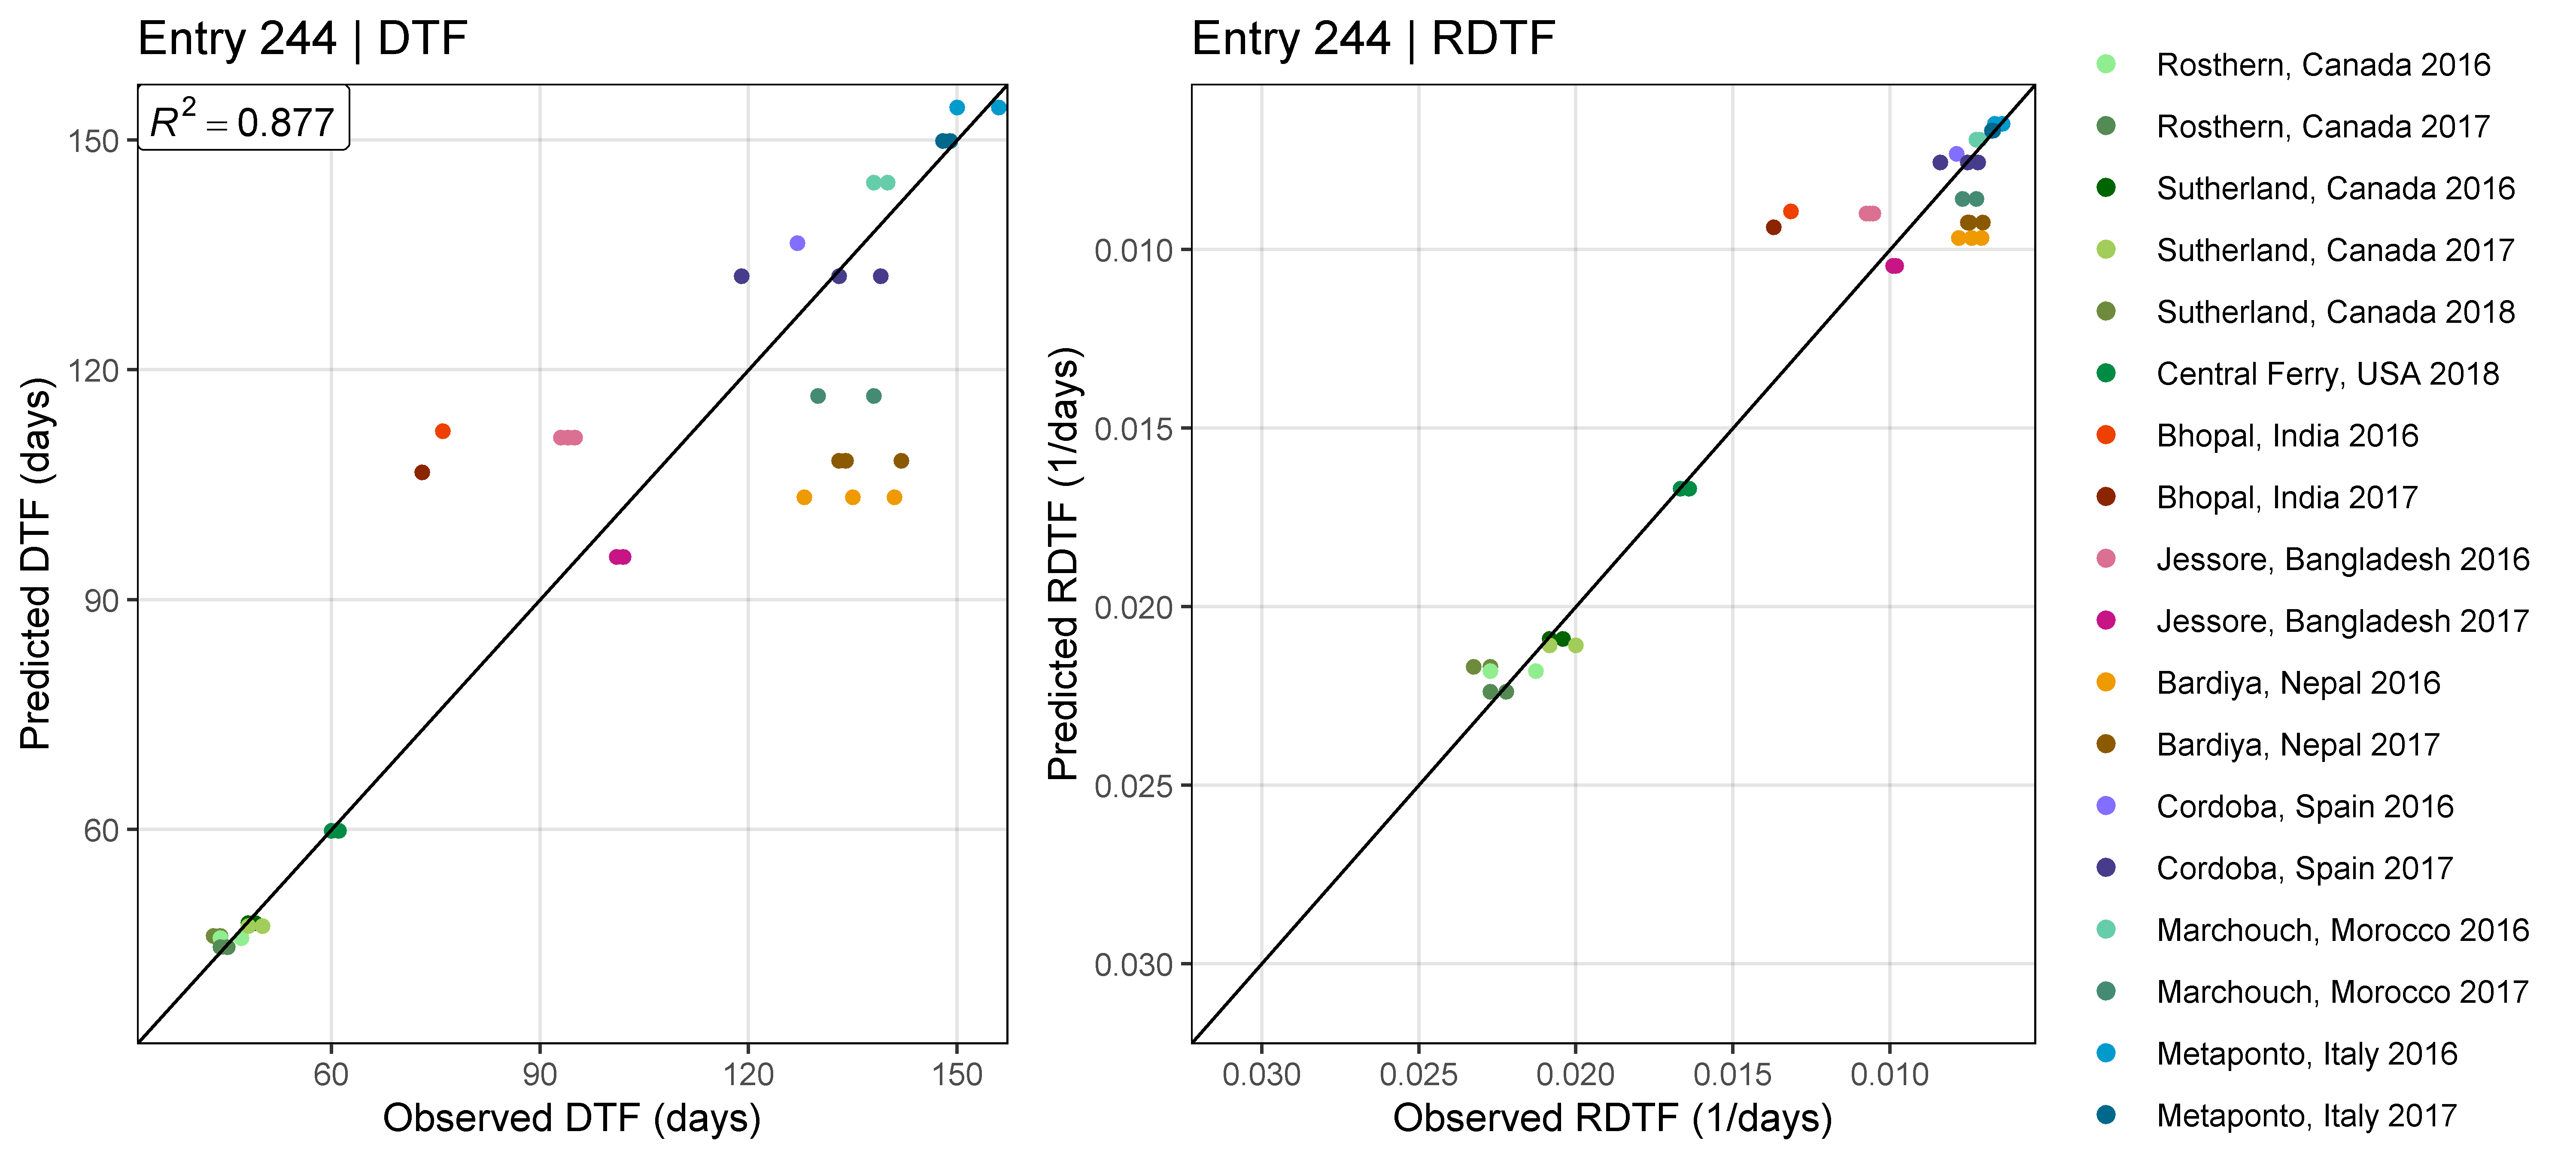 Entry 244 | DTF
R² = 0.877
150
120
90
60
Predicted DTF (days)
60 90 120 150
Observed DTF (days)
Entry 244 | RDTF
0.010
0.015
0.020
0.025
0.030
Predicted RDTF (1/days)
0.030 0.025 0.020 0.015 0.010
Observed RDTF (1/days)
Rosthern, Canada 2016
Rosthern, Canada 2017
Sutherland, Canada 2016
Sutherland, Canada 2017
Sutherland, Canada 2018
Central Ferry, USA 2018
Bhopal, India 2016
Bhopal, India 2017
Jessore, Bangladesh 2016
Jessore, Bangladesh 2017
Bardiya, Nepal 2016
Bardiya, Nepal 2017
Cordoba, Spain 2016
Cordoba, Spain 2017
Marchouch, Morocco 2016
Marchouch, Morocco 2017
Metaponto, Italy 2016
Metaponto, Italy 2017